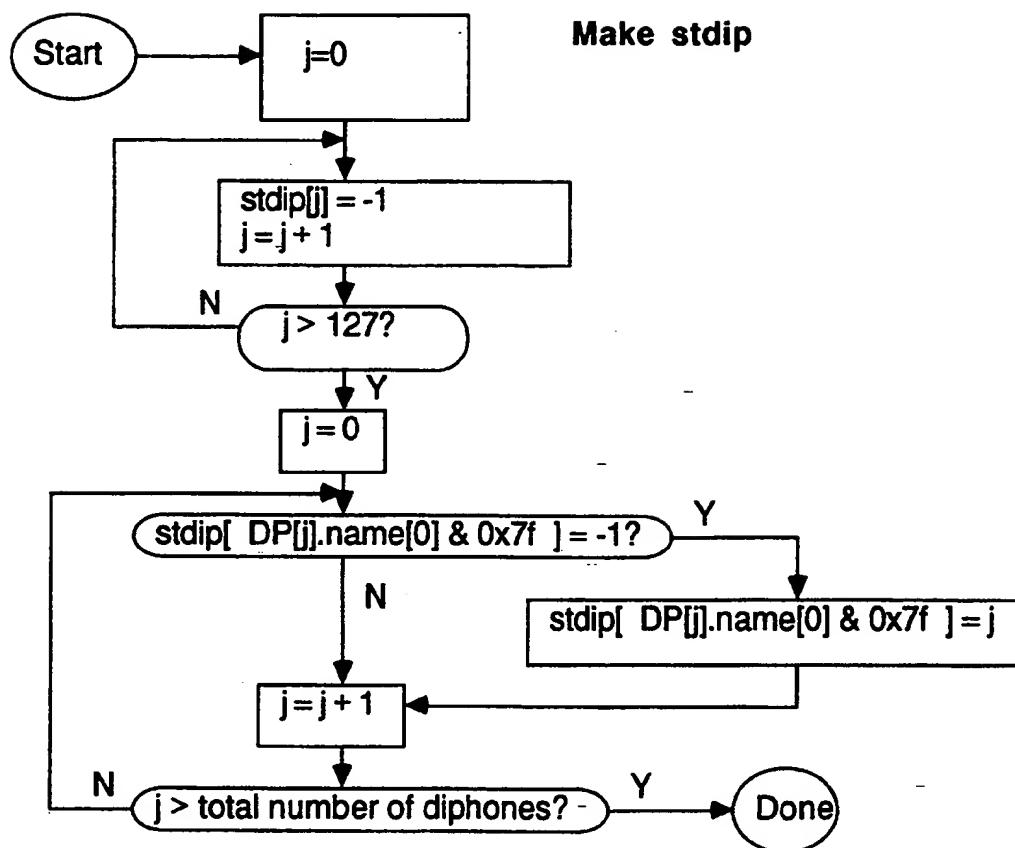 Make stdip
Start
j=0
stdip[j] = -1
j = j + 1
N
j > 127?
Y
j = 0
stdip[ DP[j].name[0] & 0x7f ] = -1?
Y
N
stdip[ DP[j].name[0] & 0x7f ] = j
j = j + 1
N
j > total number of diphones?
Y
Done